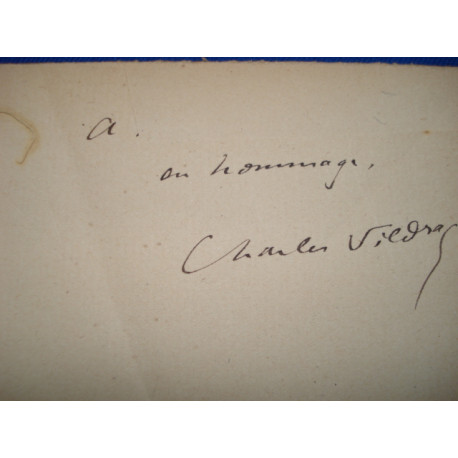 A.
en hommage,
Charles Vildrac